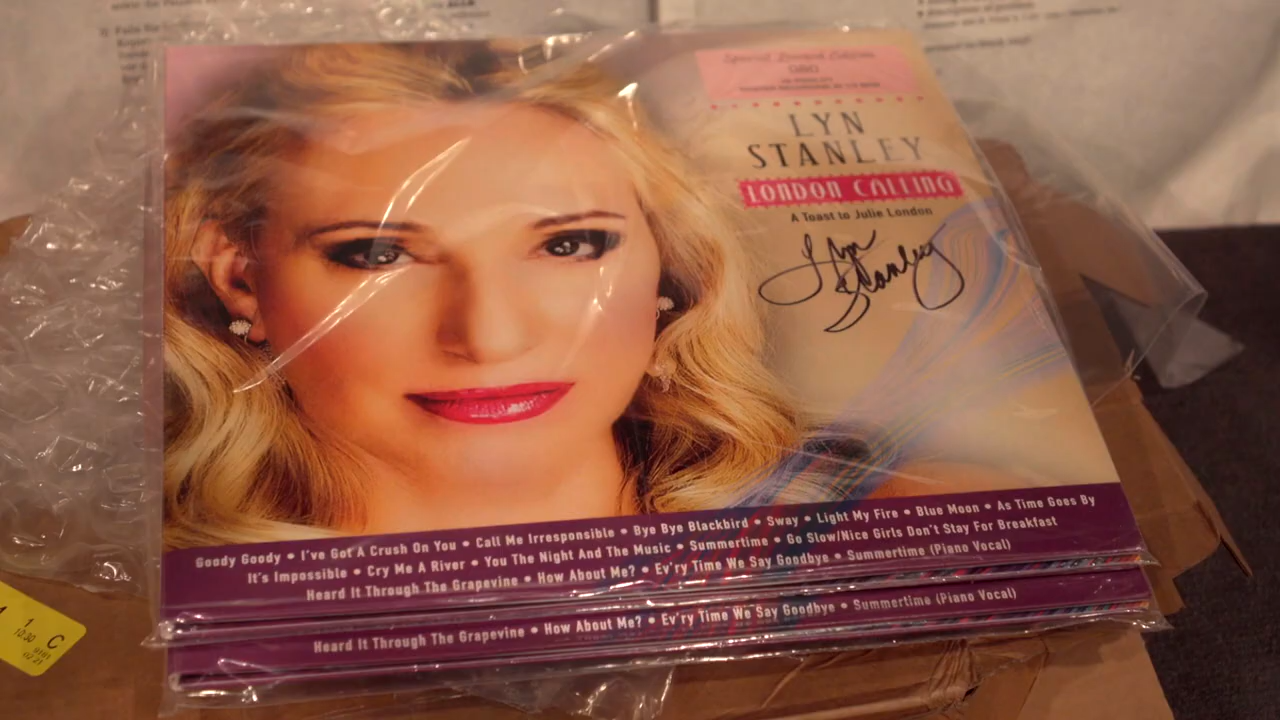 Special Limited Edition
LYN
STANLEY
LONDON CALLING
A Toast to Julie London
Lyn
Stanley
Goody Goody • I've Got A Crush On You • Call Me Irresponsible • Bye Bye Blackbird • Sway • Light My Fire • Blue Moon • As Time Goes By
It's Impossible • Cry Me A River • You The Night And The Music • Summertime • Go Slow/Nice Girls Don't Stay For Breakfast
Heard It Through The Grapevine • How About Me? • Ev'ry Time We Say Goodbye • Summertime (Piano Vocal)
Heard It Through The Grapevine • How About Me? • Ev'ry Time We Say Goodbye • Summertime (Piano Vocal)
1 C
10:30